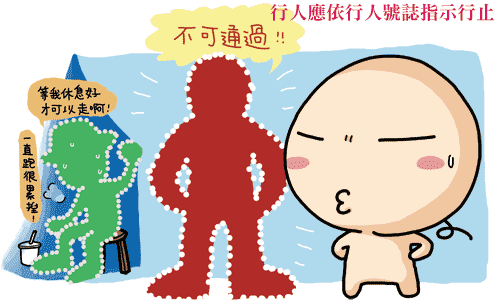 行人應依行人號誌指示行止
不可通過!!
等我休息好
才可以走啊!
一直跑很累捏!